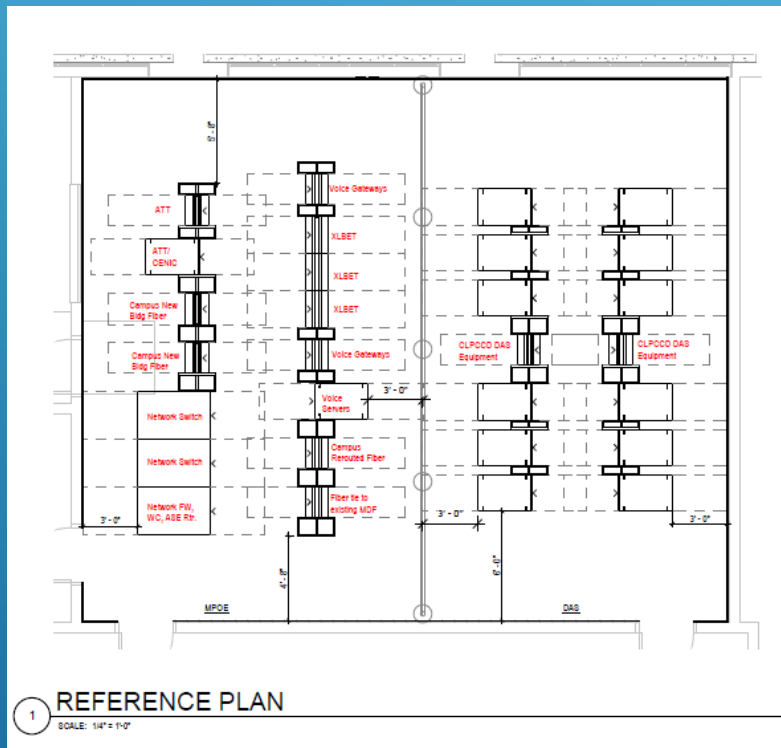 5' - 8"
Voice Gateways
ATT
XLBET
ATT/
CENIC
XLBET
Campus New
Bldg Fiber
XLBET
CLPCCD DAS
Equipment
CLPCCD DAS
Equipment
Campus New
Bldg Fiber
Voice Gateways
3' - 0"
Voice
Servers
Network Switch
Campus
Rerouted Fiber
Network Switch
Fiber tie to
existing MDF
Network FW,
WC, ASE Rtr.
3' - 0"
3' - 0"
3' - 0"
4' - 8"
6' - 0"
MPOE
DAS
1
REFERENCE PLAN
SCALE: 1/4" = 1'-0"